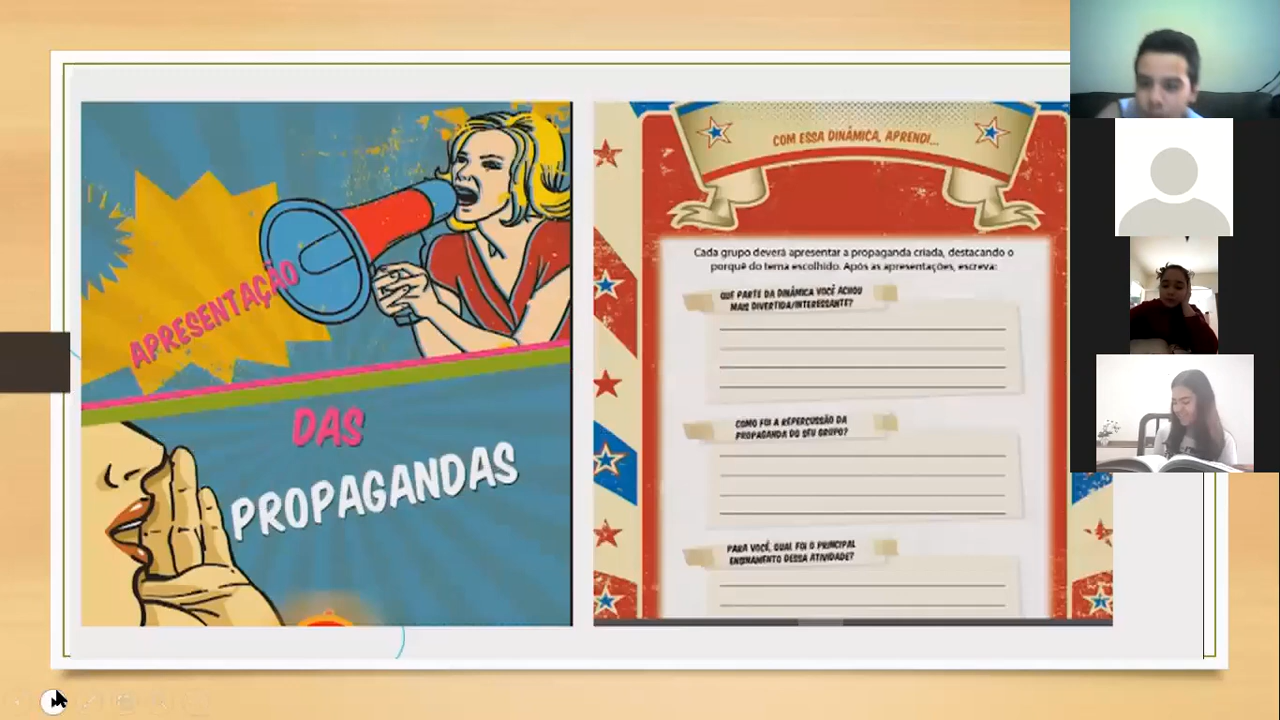 APRESENTAÇÃO
DAS
PROPAGANDAS
COM ESSA DINÂMICA, APRENDI...
Cada grupo deverá apresentar a propaganda criada, destacando o
porquê do tema escolhido. Após as apresentações, escreva:
QUE PARTE DA DINÂMICA VOCÊ ACHOU
MAIS DIVERTIDA/INTERESSANTE?
COMO FOI A REPERCUSSÃO DA
PROPAGANDA DO SEU GRUPO?
PARA VOCÊ, QUAL FOI O PRINCIPAL
ENSINAMENTO DESSA ATIVIDADE?